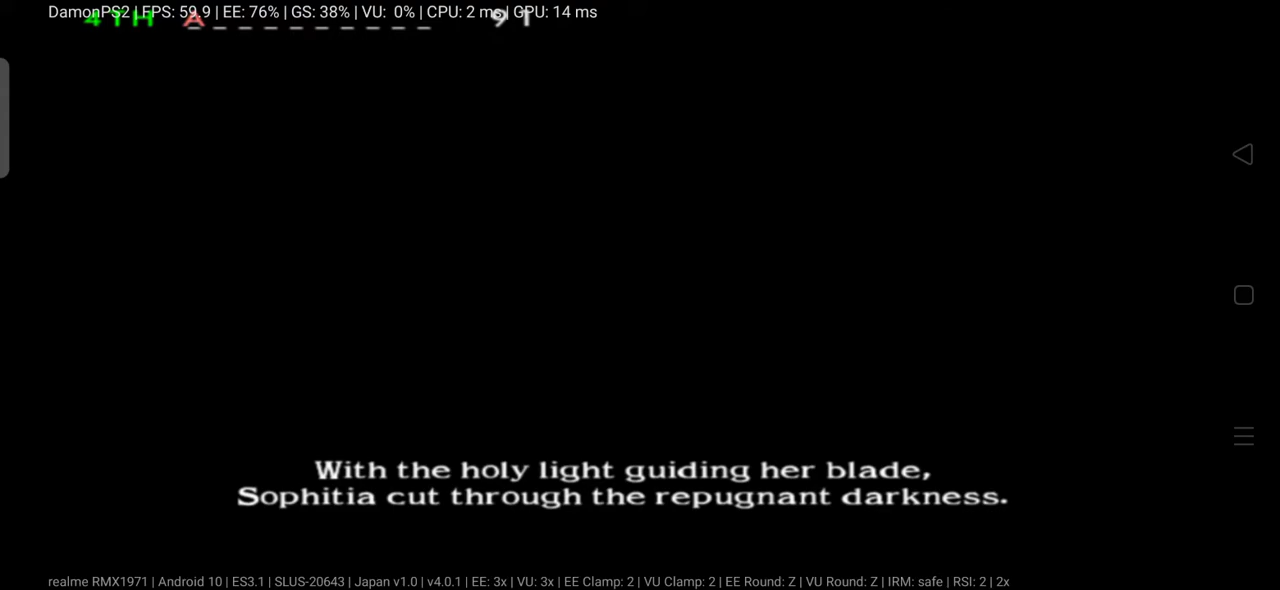 DamonPS2 | FPS: 59.9 | EE: 76% | GS: 38% | VU: 0% | CPU: 2 ms | GPU: 14 ms
4TH A_________ 91
With the holy light guiding her blade,
Sophitia cut through the repugnant darkness.
realme RMX1971 | Android 10 | ES3.1 | SLUS-20643 | Japan v1.0 | v4.0.1 | EE: 3x | VU: 3x | EE Clamp: 2 | VU Clamp: 2 | EE Round: Z | VU Round: Z | IRM: safe | RSI: 2 | 2x